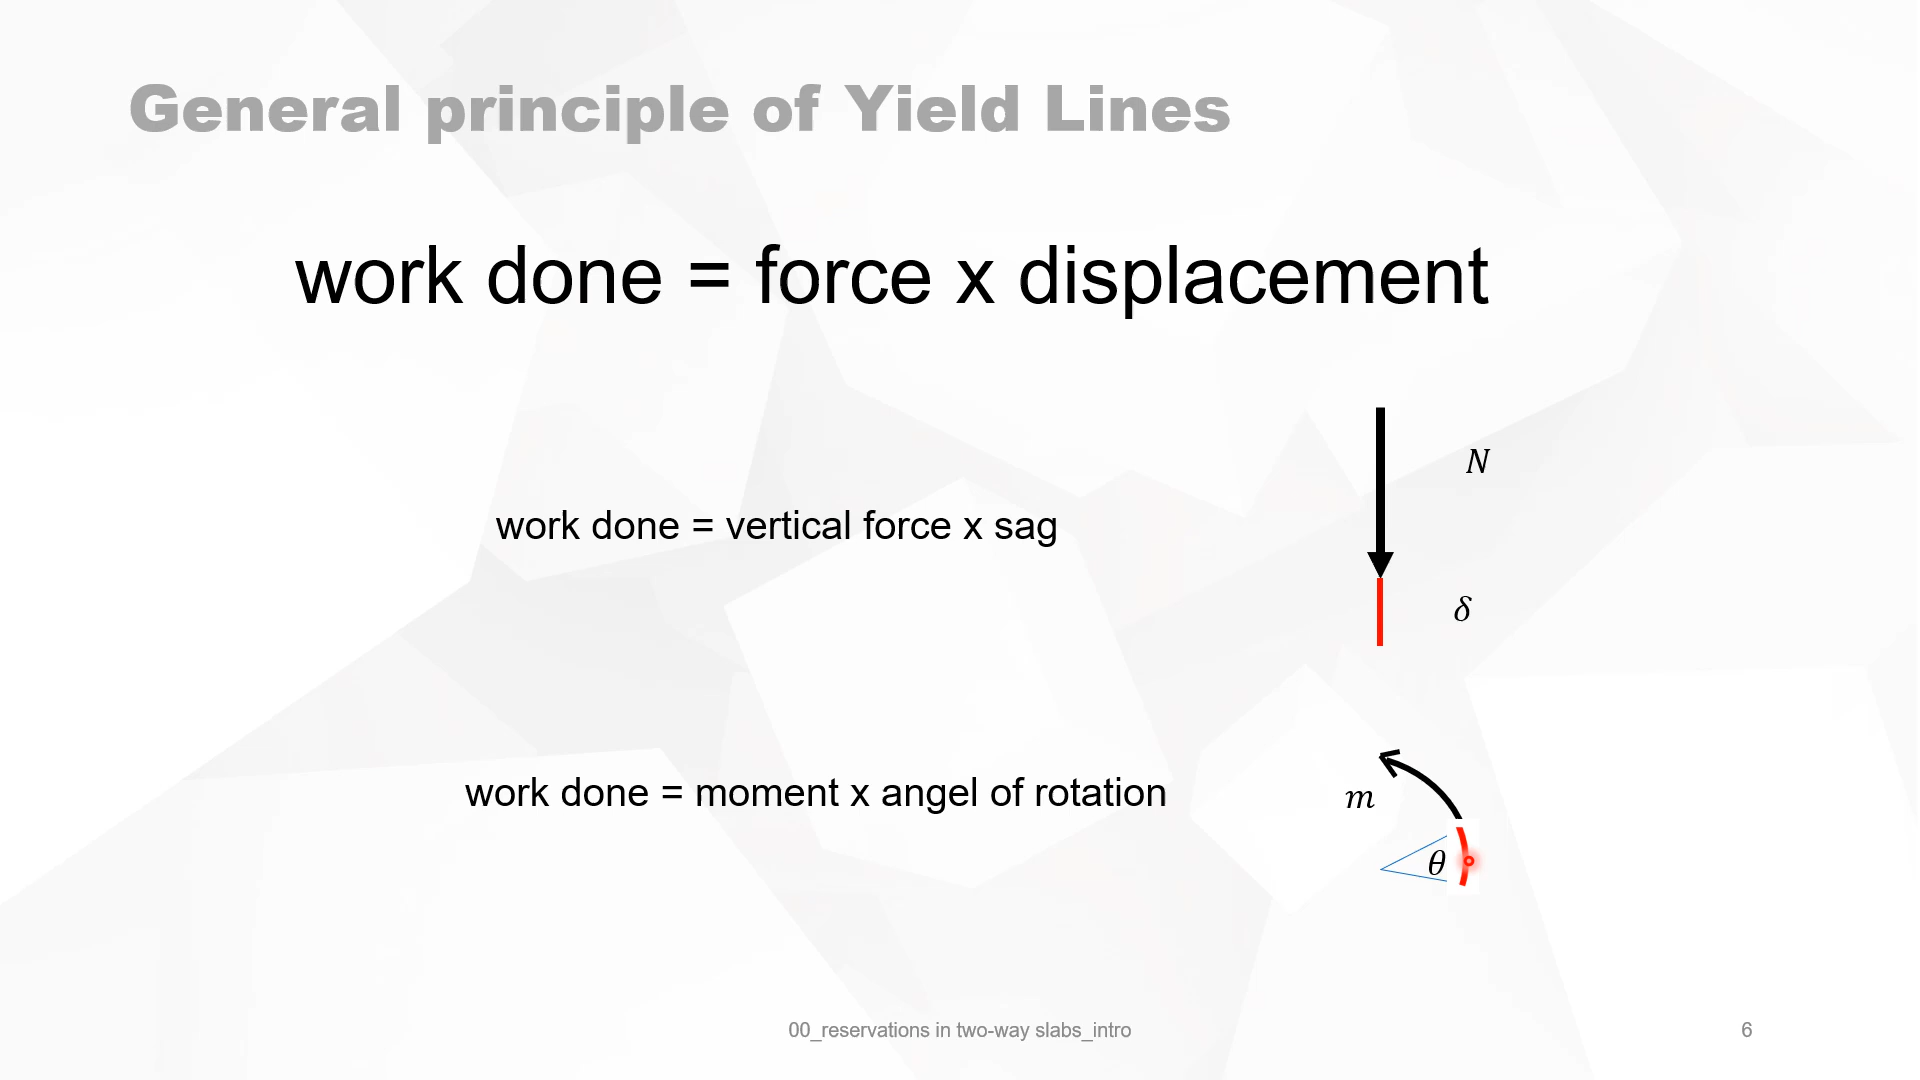 General principle of Yield Lines
work done = force x displacement
N
work done = vertical force x sag
δ
work done = moment x angel of rotation
m
θ
00_reservations in two-way slabs_intro
6